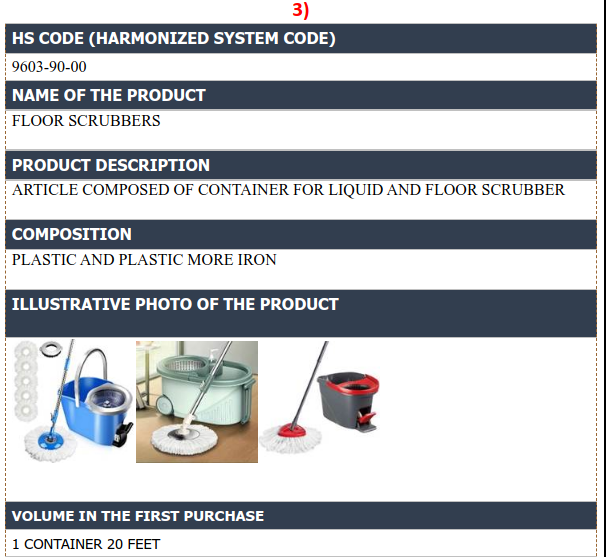 3)
HS CODE (HARMONIZED SYSTEM CODE)
9603-90-00
NAME OF THE PRODUCT
FLOOR SCRUBBERS
PRODUCT DESCRIPTION
ARTICLE COMPOSED OF CONTAINER FOR LIQUID AND FLOOR SCRUBBER
COMPOSITION
PLASTIC AND PLASTIC MORE IRON
ILLUSTRATIVE PHOTO OF THE PRODUCT
VOLUME IN THE FIRST PURCHASE
1 CONTAINER 20 FEET